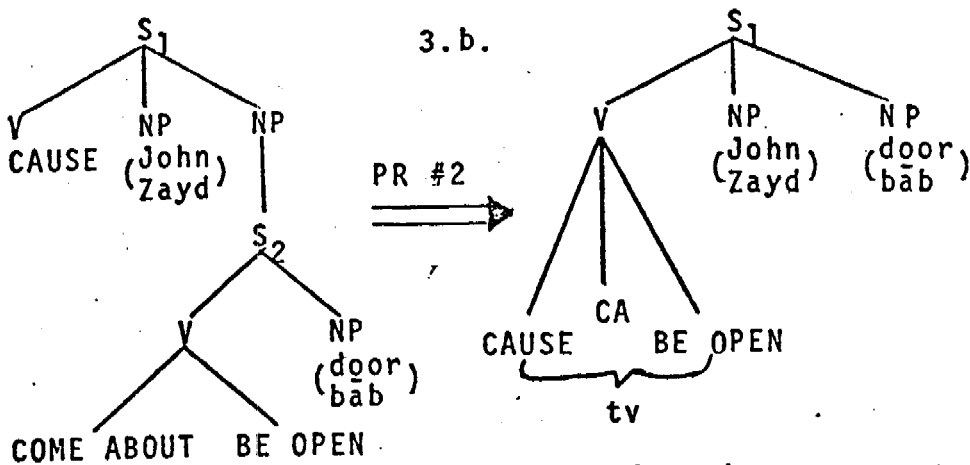 S1 3.b. S1
V NP NP V NP NP
CAUSE (John (John (door
Zayd) Zayd) bāb)
PR #2
S2
V NP CA
(door CAUSE BE OPEN
bāb) tv
COME ABOUT BE OPEN